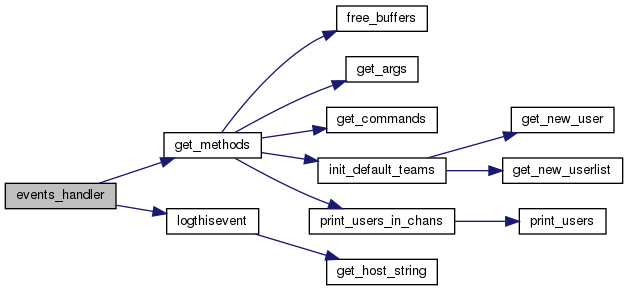 free_buffers
get_args
get_commands
get_new_user
get_methods
init_default_teams
get_new_userlist
events_handler
logthisevent
print_users_in_chans
print_users
get_host_string